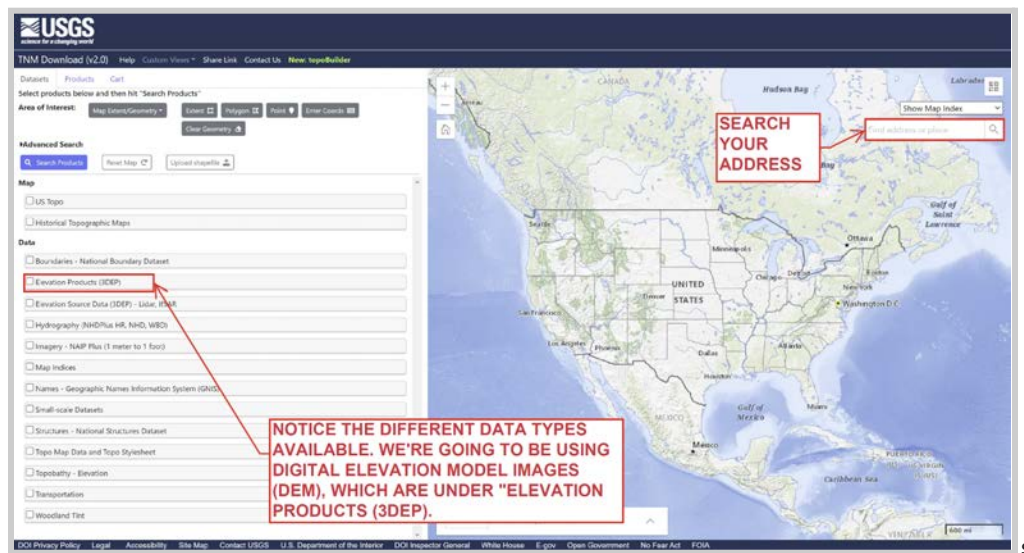 USGS
science for a changing world
TNM Download (v2.0) Help Custom Views Share Link Contact Us New: topoBuilder
Datasets Products Cart
Select products below and then hit "Search Products"
Area of Interest: Map Extent/Geometry Extent Polygon Point Enter Coords
Clear Geometry
+Advanced Search
Search Products Reset Map Upload shapefile
Map
US Topo
Historical Topographic Maps
Data
Boundaries - National Boundary Dataset
Elevation Products (3DEP)
Elevation Source Data (3DEP) - Lidar, IfSAR
Hydrography (NHDPlus HR, NHD, WBD)
Imagery - NAIP Plus (1 meter to 1 foot)
Map Indices
Names - Geographic Names Information System (GNIS)
Small-scale Datasets
Structures - National Structures Dataset
Topo Map Data and Topo Stylesheet
Topobathy - Elevation
Transportation
Woodland Tint
NOTICE THE DIFFERENT DATA TYPES
AVAILABLE. WE'RE GOING TO BE USING
DIGITAL ELEVATION MODEL IMAGES
(DEM), WHICH ARE UNDER "ELEVATION
PRODUCTS (3DEP).
Show Map Index
Find address or place
SEARCH
YOUR
ADDRESS
CANADA
Hudson Bay
Labrador
Bay
Gulf of
Saint
Lawrence
Seattle
Ottawa
Minneapolis
Chicago
Detroit
Boston
New York
UNITED
STATES
Denver
Washington D.C.
San Francisco
Los Angeles
Phoenix
Atlanta
Dallas
Houston
Gulf of
Mexico
Miami
MEXICO
Mexico
PUERTO RICO
Caribbean Sea
VENEZUELA
600 mi
DOI Privacy Policy Legal Accessibility Site Map Contact USGS U.S. Department of the Interior DOI Inspector General White House E-gov Open Government No Fear Act FOIA